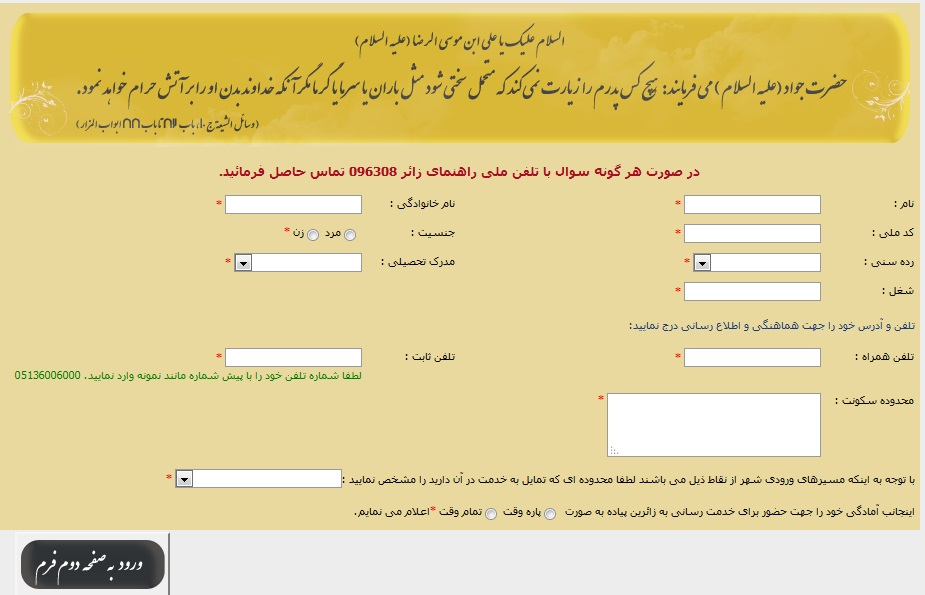 السلام علیک یا علی ابن موسی الرضا (علیه السلام)
حضرت جواد (علیه السلام) می فرمایند: هیچ کس پدرم را زیارت نمی کند که متحمل سختی شود مثل باران یا سرما یا گرما مگر آنکه خداوند بدن او را بر آتش حرام خواهد نمود.
(وسائل الشیعة ج ۱۰، باب ۸۸ ابواب المزار)
در صورت هر گونه سوال با تلفن ملی راهنمای زائر 096308 تماس حاصل فرمائید.
نام : * نام خانوادگی : *
کد ملی : * جنسیت : مرد زن *
رده سنی : * مدرک تحصیلی : *
شغل : *
تلفن و آدرس خود را جهت هماهنگی و اطلاع رسانی درج نمایید:
تلفن همراه : * تلفن ثابت : *
لطفا شماره تلفن خود را با پیش شماره مانند نمونه وارد نمایید. 05136006000
محدوده سکونت : *
با توجه به اینکه مسیرهای ورودی شهر از نقاط ذیل می باشند لطفا محدوده ای که تمایل به خدمت در آن دارید را مشخص نمایید : *
اینجانب آمادگی خود را جهت حضور برای خدمت رسانی به زائرین پیاده به صورت پاره وقت تمام وقت *اعلام می نمایم.
ورود به صفحه دوم فرم